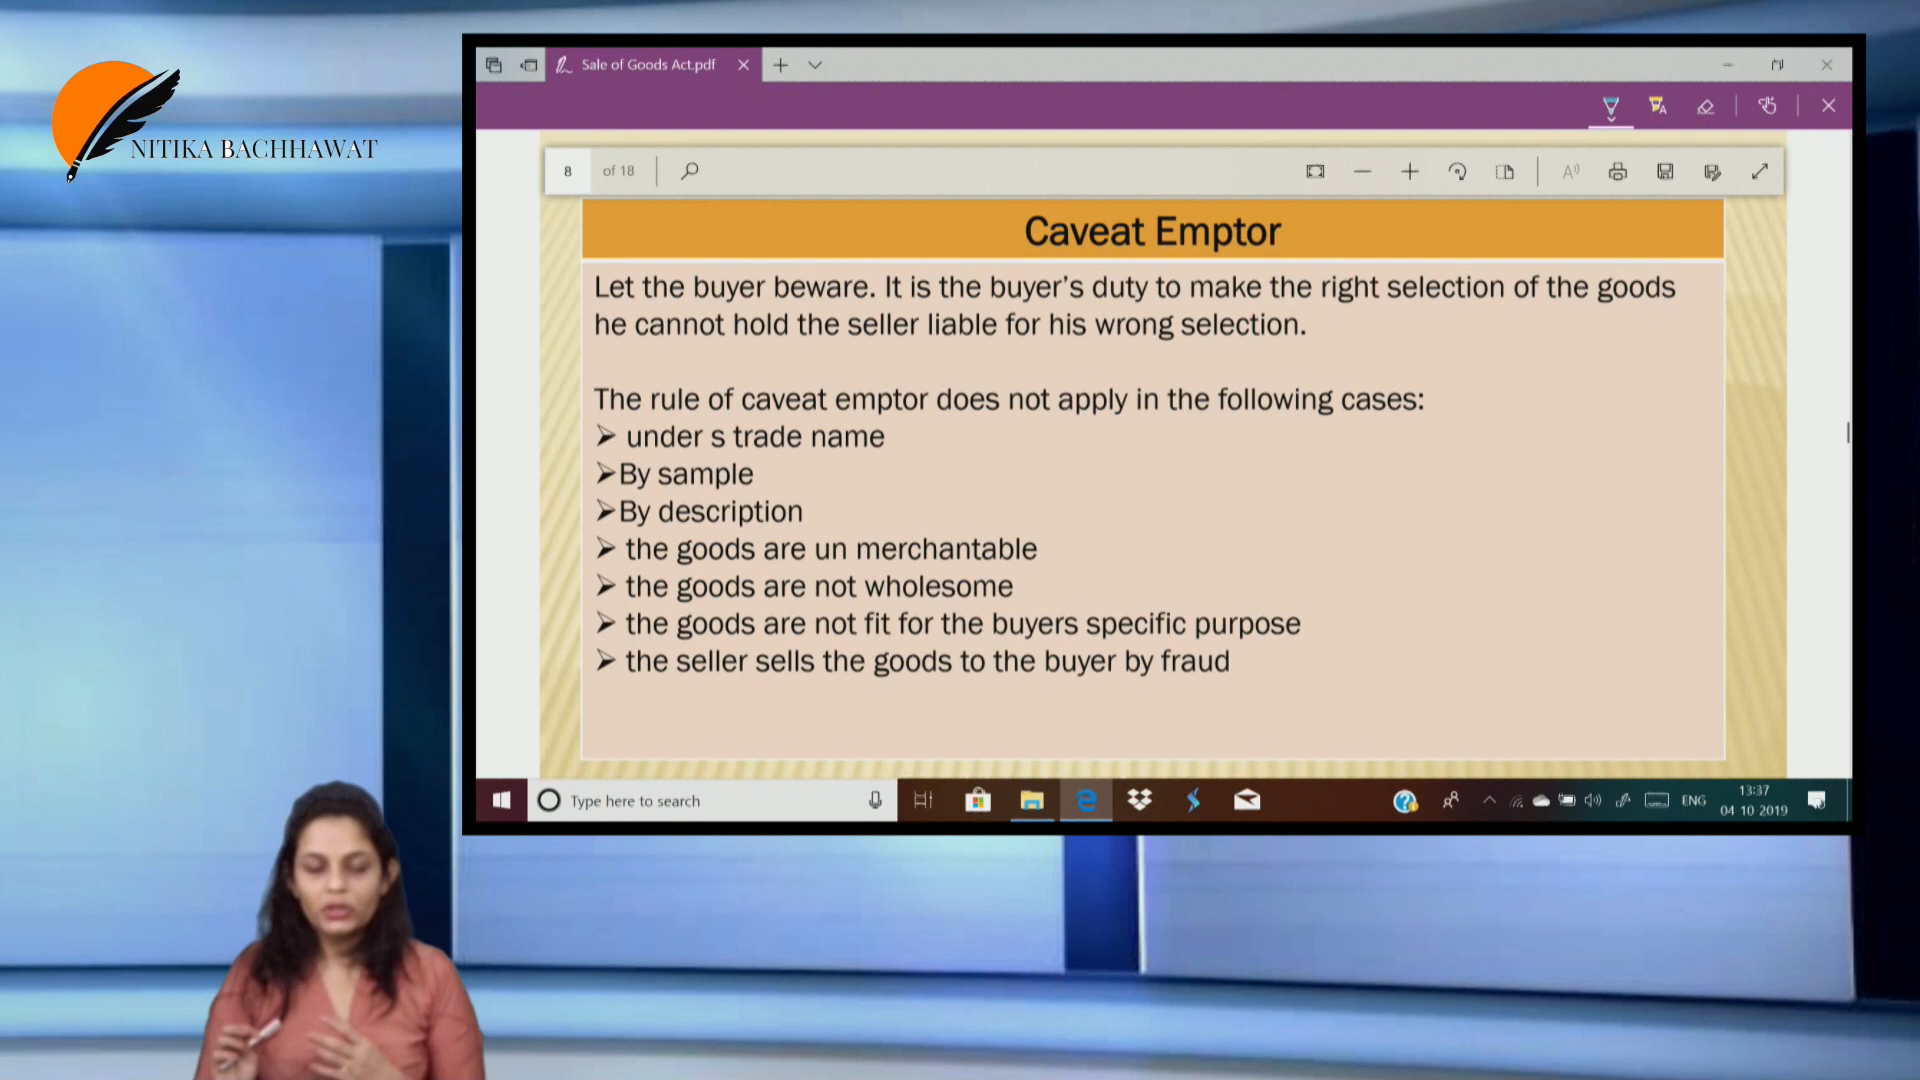 NITIKA BACHHAWAT
Sale of Goods Act.pdf
8 of 18
Caveat Emptor
Let the buyer beware. It is the buyer's duty to make the right selection of the goods
he cannot hold the seller liable for his wrong selection.
The rule of caveat emptor does not apply in the following cases:
➢ under s trade name
➢By sample
➢By description
➢ the goods are un merchantable
➢ the goods are not wholesome
➢ the goods are not fit for the buyers specific purpose
➢ the seller sells the goods to the buyer by fraud
Type here to search
ENG
13:37
04 10 2019